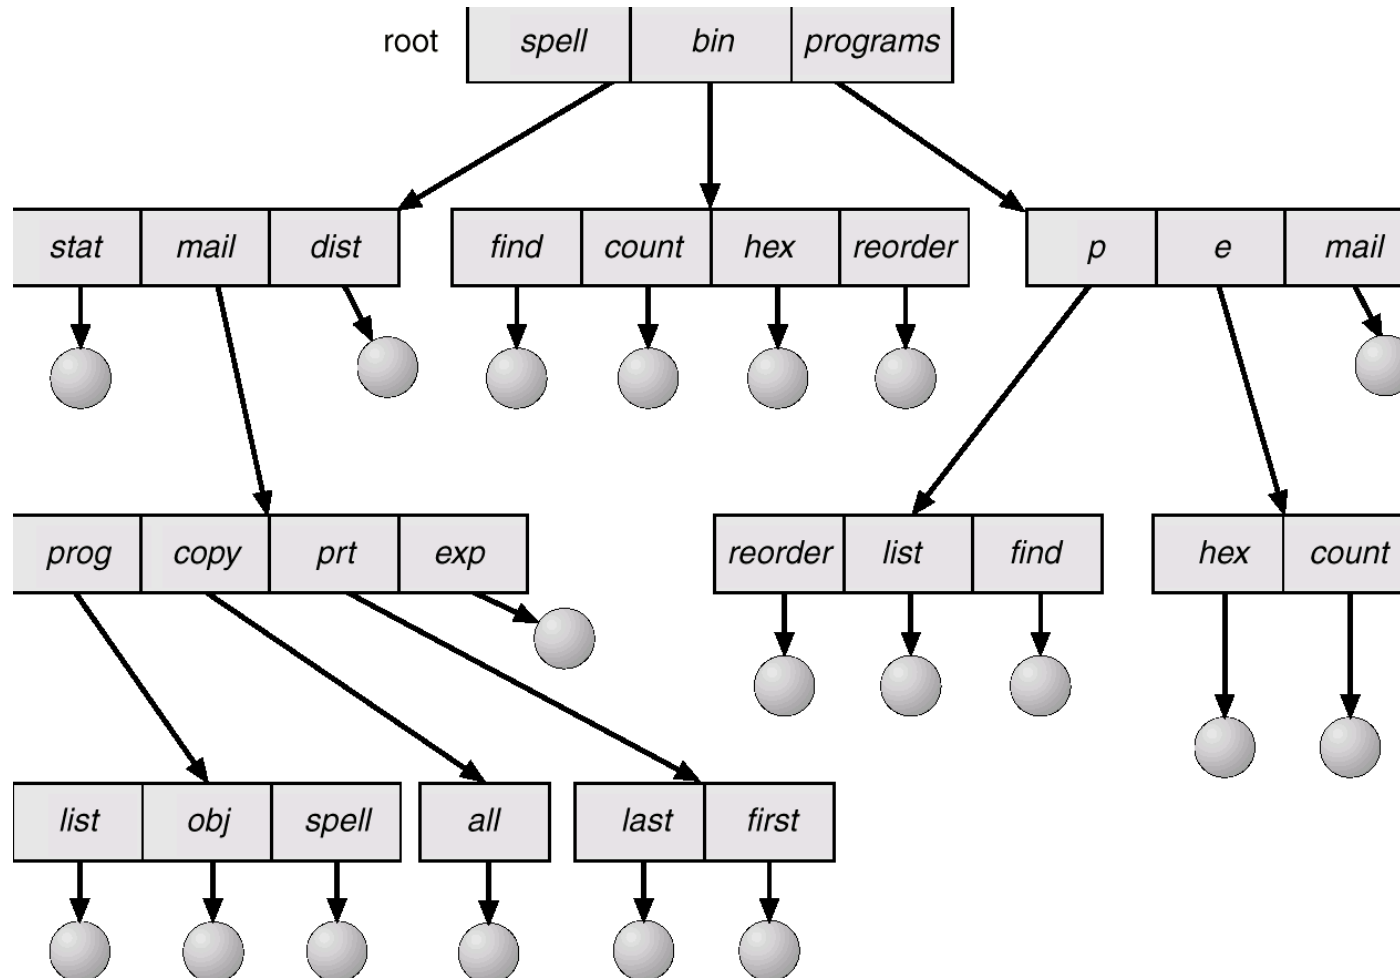 root spell bin programs
stat mail dist find count hex reorder p e mail
prog copy prt exp reorder list find hex count
list obj spell all last first